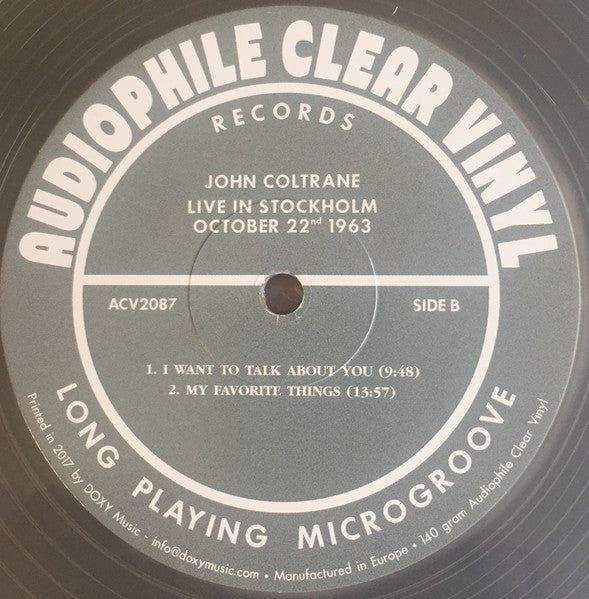 AUDIOPHILE CLEAR VINYL
RECORDS
JOHN COLTRANE
LIVE IN STOCKHOLM
OCTOBER 22nd 1963
ACV2087
SIDE B
1. I WANT TO TALK ABOUT YOU (9:48)
2. MY FAVORITE THINGS (13:57)
LONG PLAYING MICROGROOVE
Printed in 2017 by DOXY Music - info@doxymusic.com • Manufactured in Europe • 140 gram Audiophile Clear Vinyl